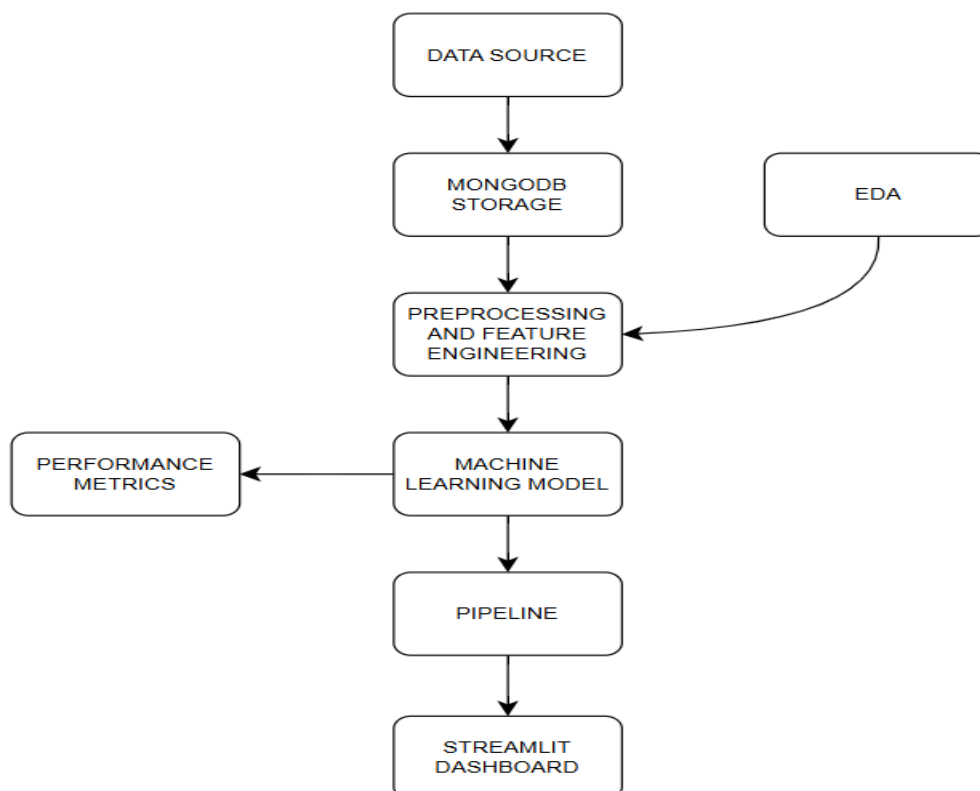 DATA SOURCE
MONGODB
STORAGE
EDA
PREPROCESSING
AND FEATURE
ENGINEERING
PERFORMANCE
METRICS
MACHINE
LEARNING MODEL
PIPELINE
STREAMLIT
DASHBOARD